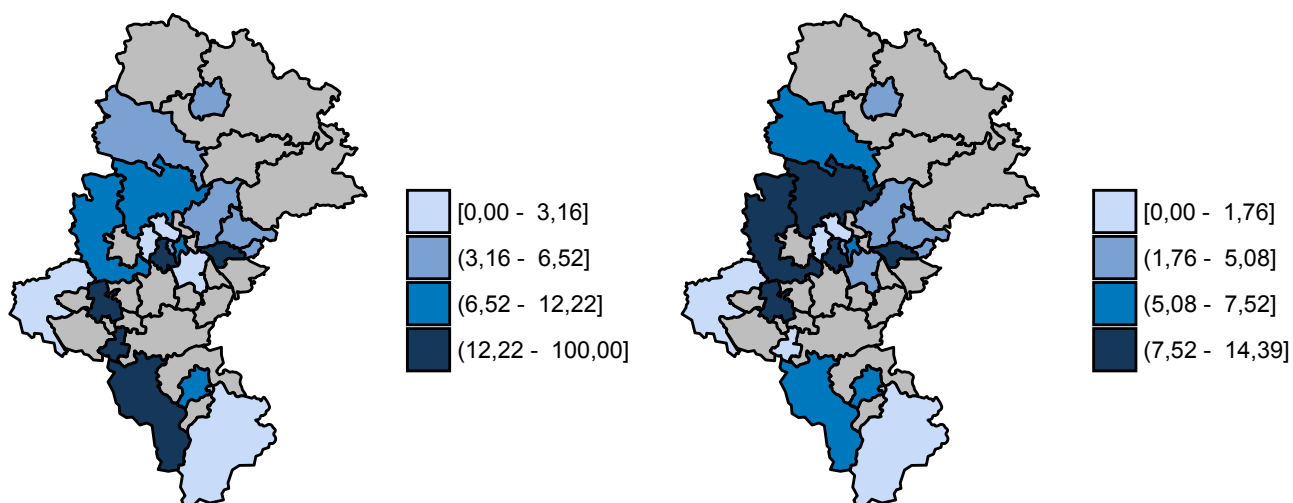 [0,00 - 3,16]
(3,16 - 6,52]
(6,52 - 12,22]
(12,22 - 100,00]
[0,00 - 1,76]
(1,76 - 5,08]
(5,08 - 7,52]
(7,52 - 14,39]